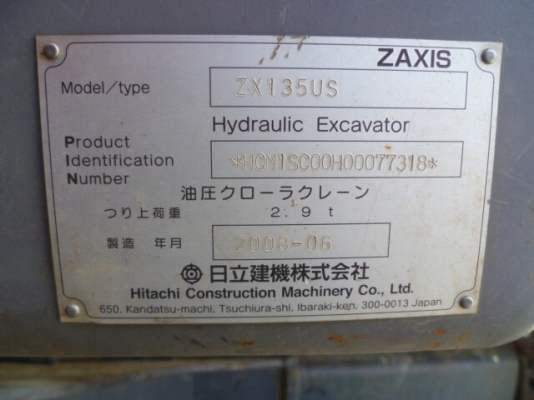 ZAXIS
Model/type ZX135US
Hydraulic Excavator
Product
Identification *HCM1SC00H00077318*
Number
油圧クローラクレーン
つり上荷重 2.9t
製造 年月 2008-06
日立建機株式会社
Hitachi Construction Machinery Co., Ltd.
650, Kandatsu-machi, Tsuchiura-shi, Ibaraki-ken, 300-0013 Japan